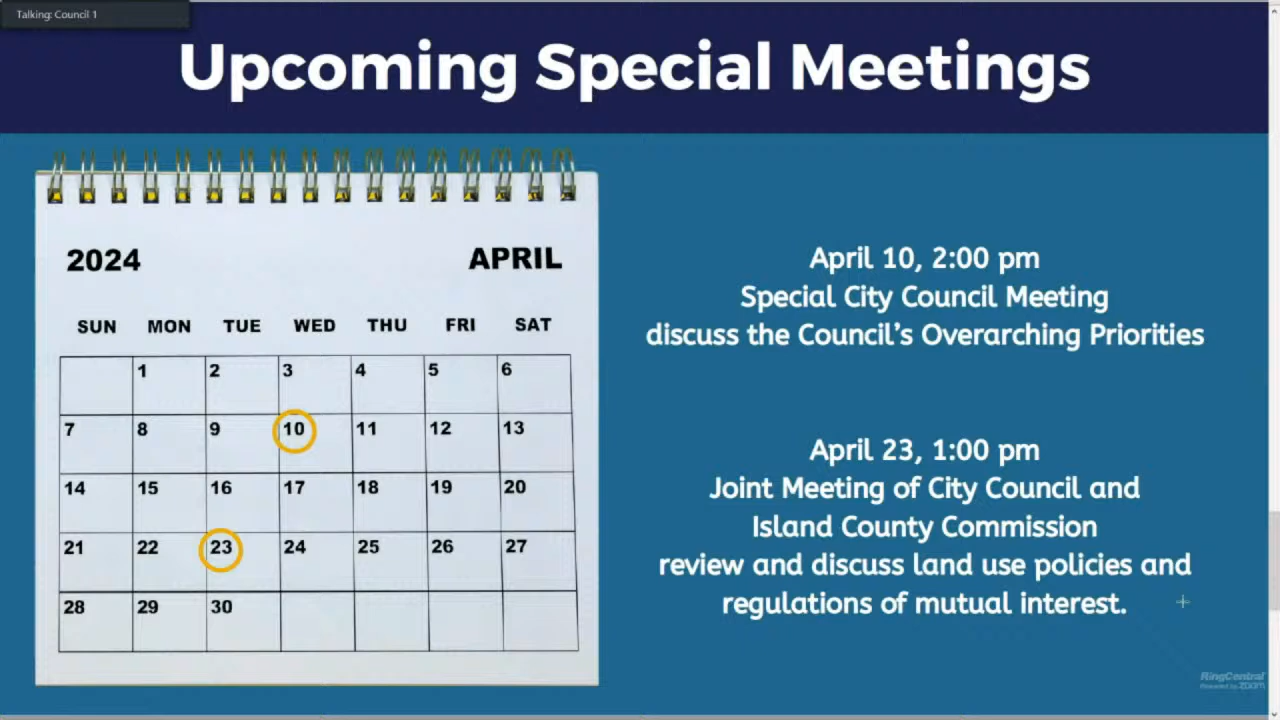 Talking: Council 1
Upcoming Special Meetings
2024 APRIL
SUN MON TUE WED THU FRI SAT
1 2 3 4 5 6
7 8 9 10 11 12 13
14 15 16 17 18 19 20
21 22 23 24 25 26 27
28 29 30
April 10, 2:00 pm
Special City Council Meeting
discuss the Council's Overarching Priorities
April 23, 1:00 pm
Joint Meeting of City Council and
Island County Commission
review and discuss land use policies and
regulations of mutual interest.
RingCentral
Powered by zoom